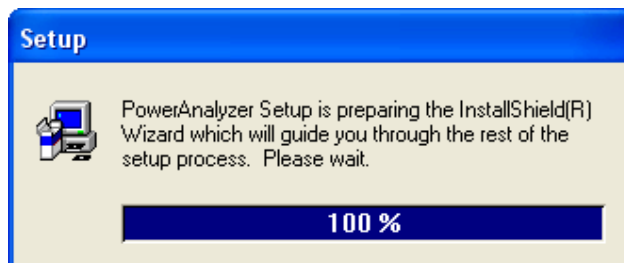 Setup
PowerAnalyzer Setup is preparing the InstallShield(R)
Wizard which will guide you through the rest of the
setup process.  Please wait.
100 %